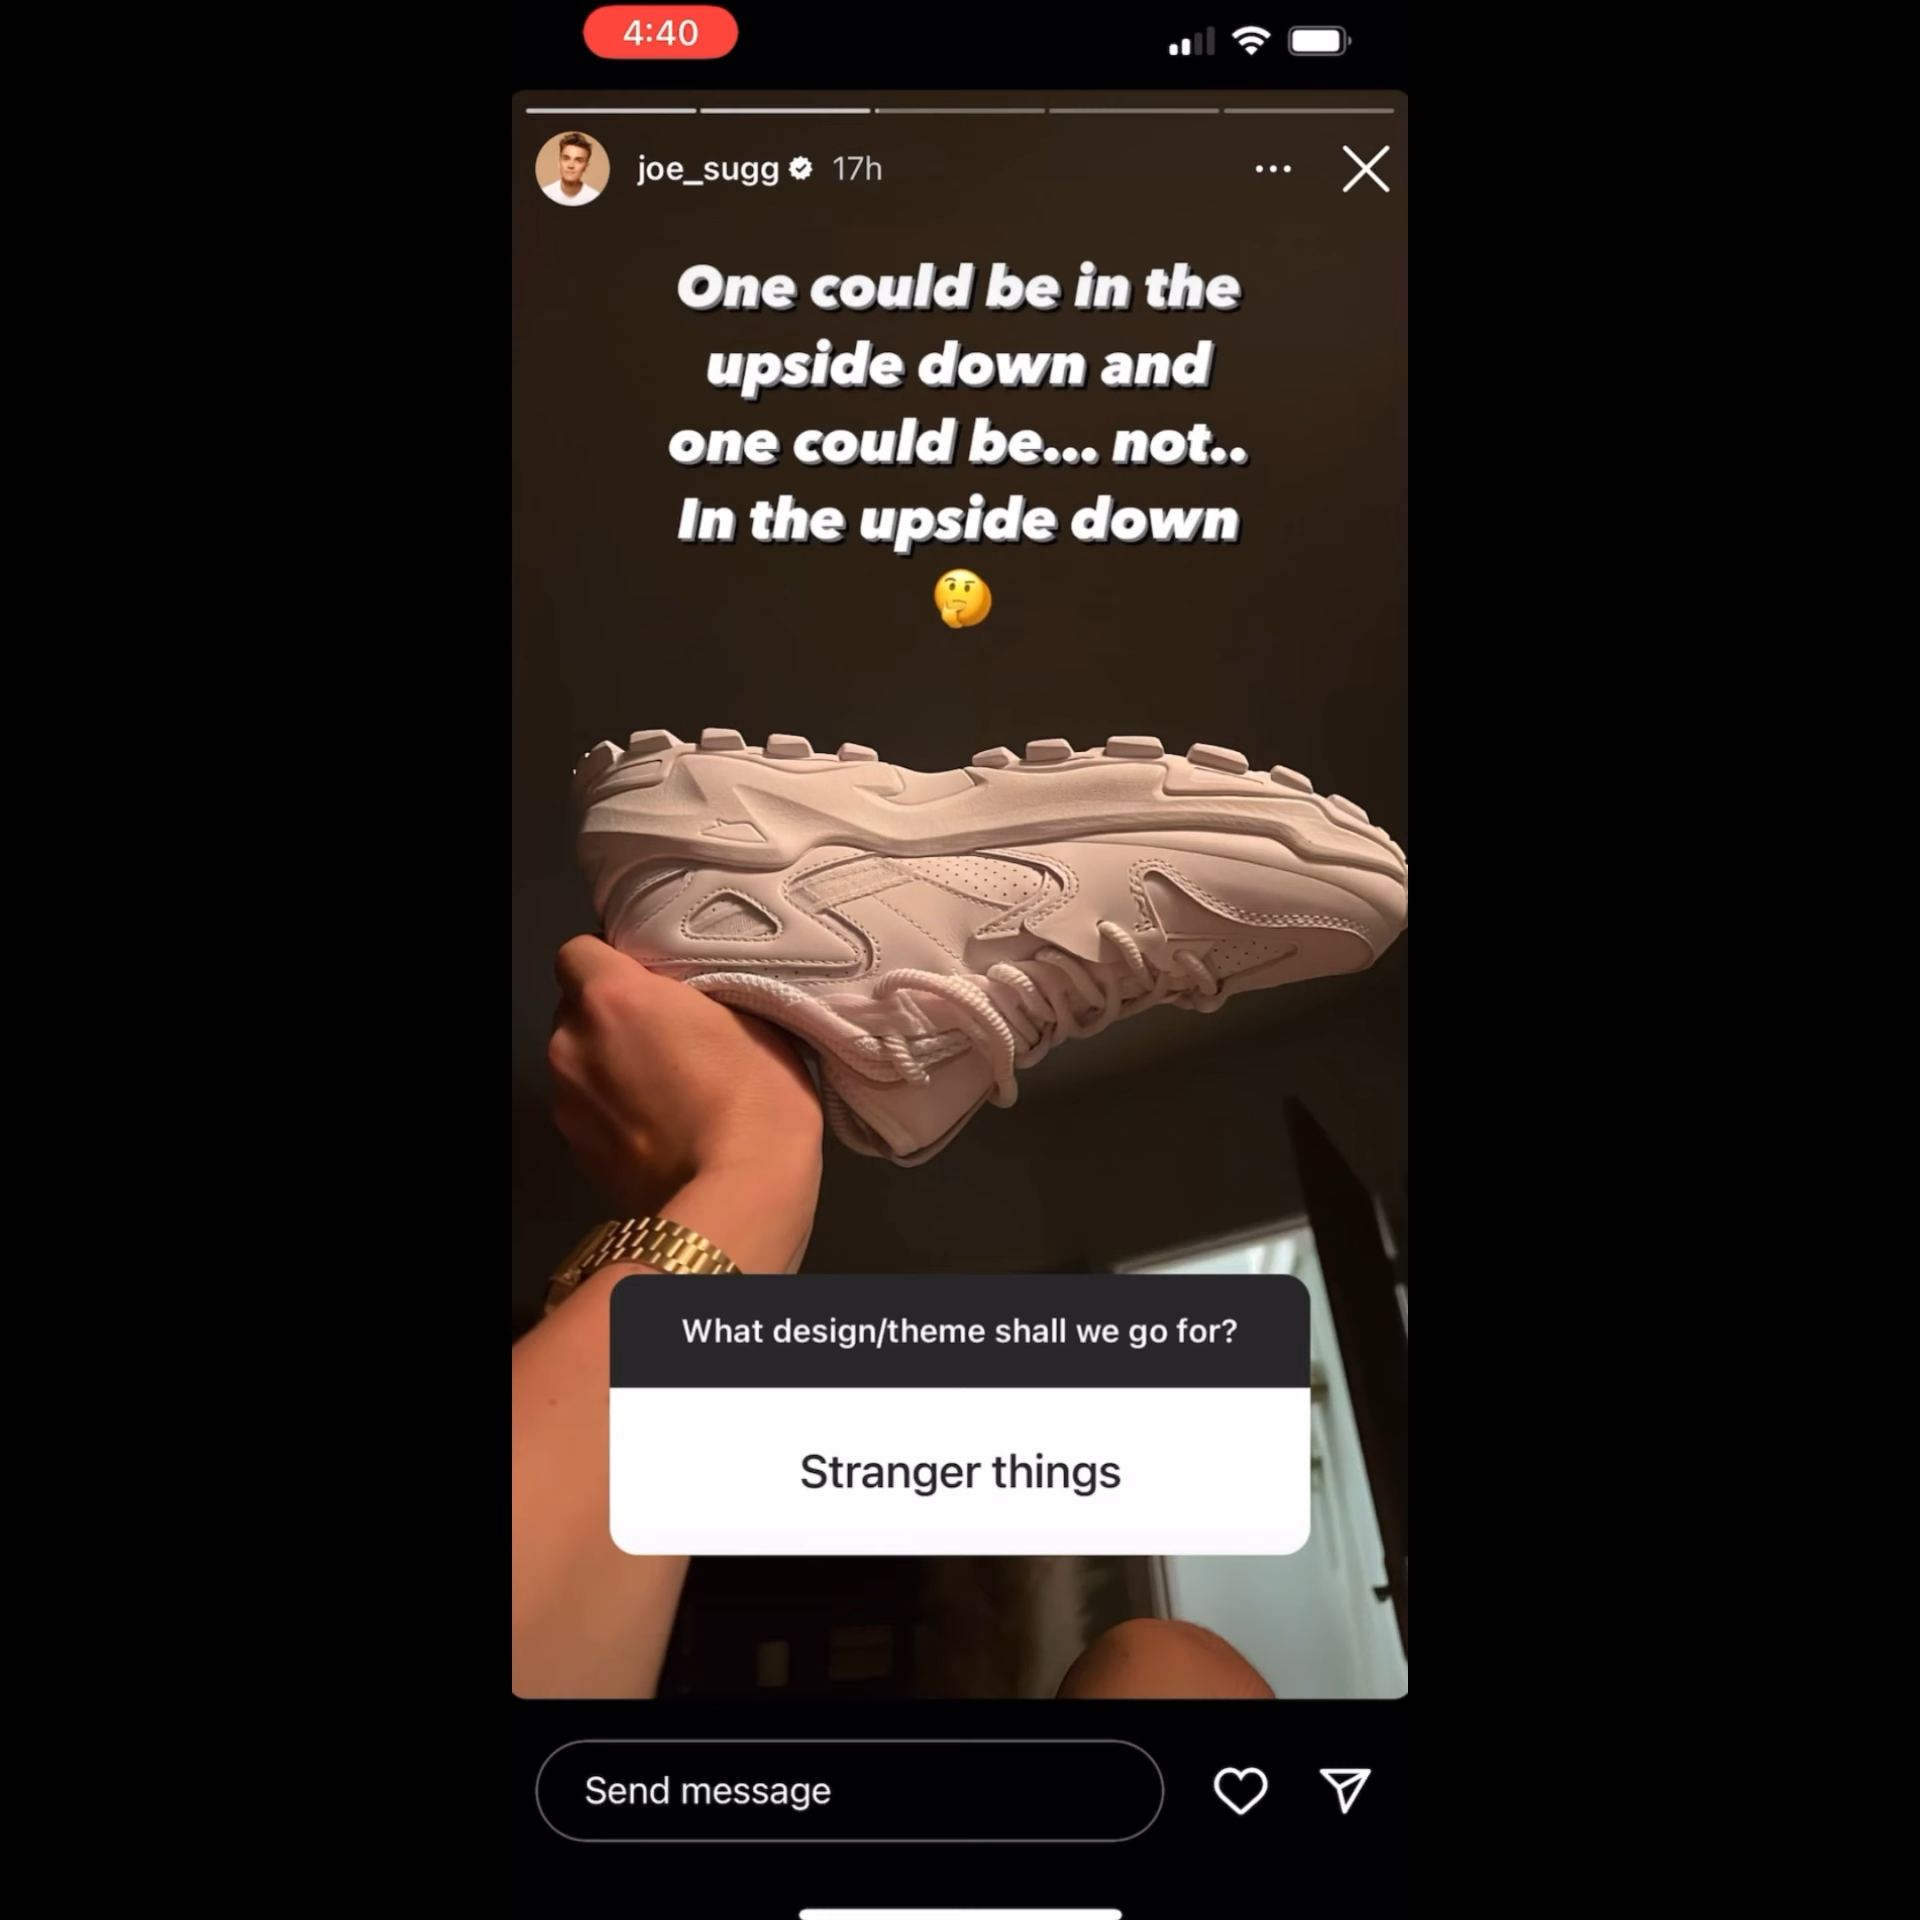 4:40
joe_sugg 17h
One could be in the
upside down and
one could be... not..
In the upside down
🤔
What design/theme shall we go for?
Stranger things
Send message